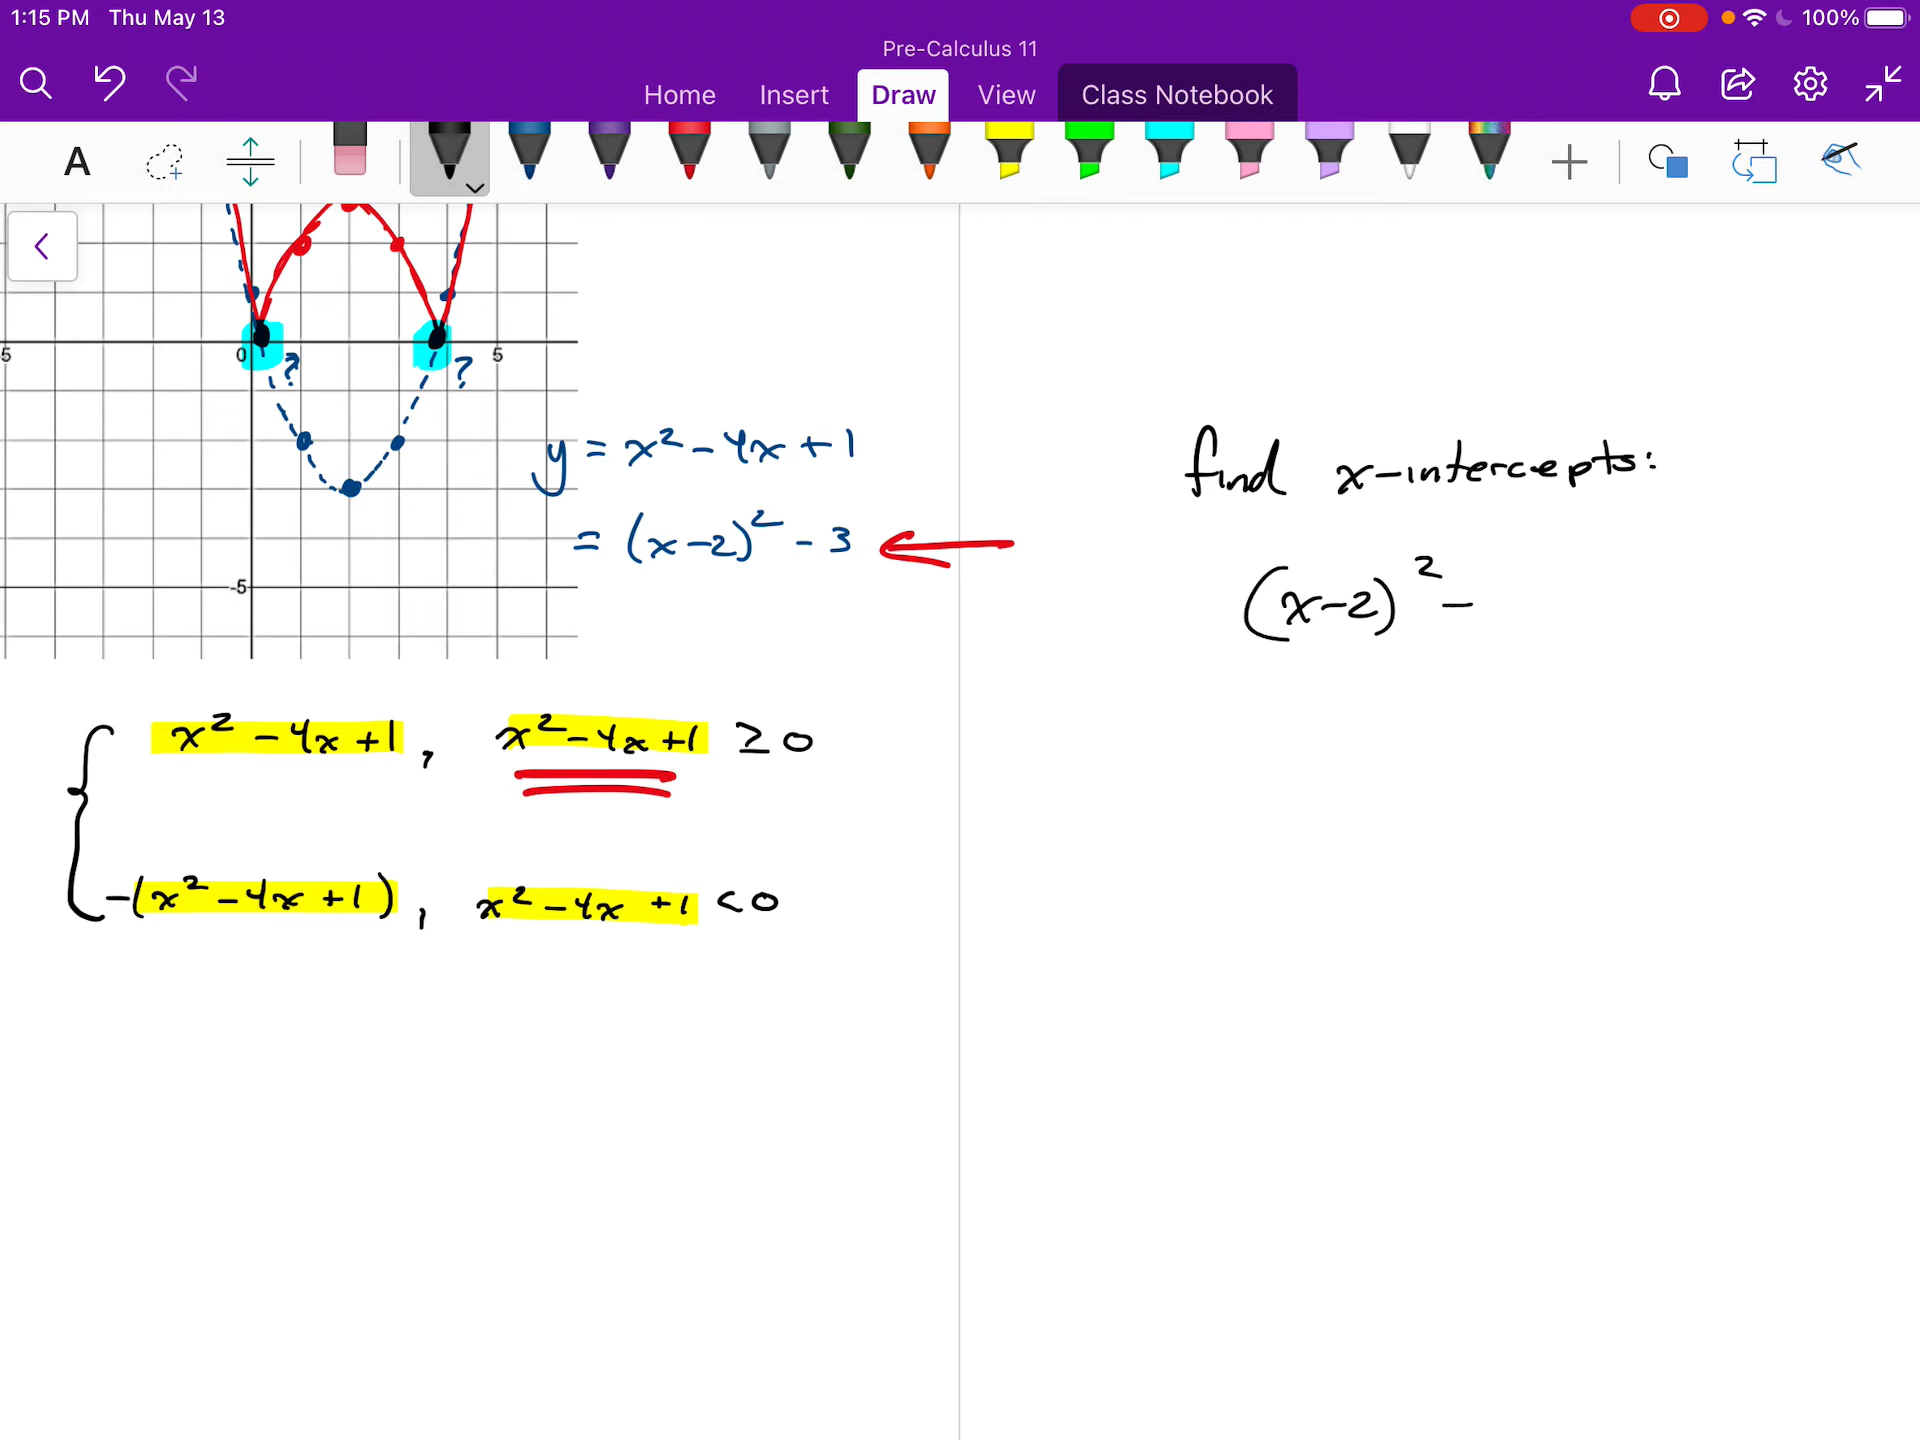 1:15 PM Thu May 13
100%
Pre-Calculus 11
Home Insert Draw View Class Notebook
A
5 0 ? ? 5
-5
y = x² - 4x + 1
= (x-2)² - 3
x² - 4x + 1 , x² - 4x + 1 ≥ 0
-(x² - 4x + 1) , x² - 4x + 1 < 0
find x-intercepts:
(x-2)² -